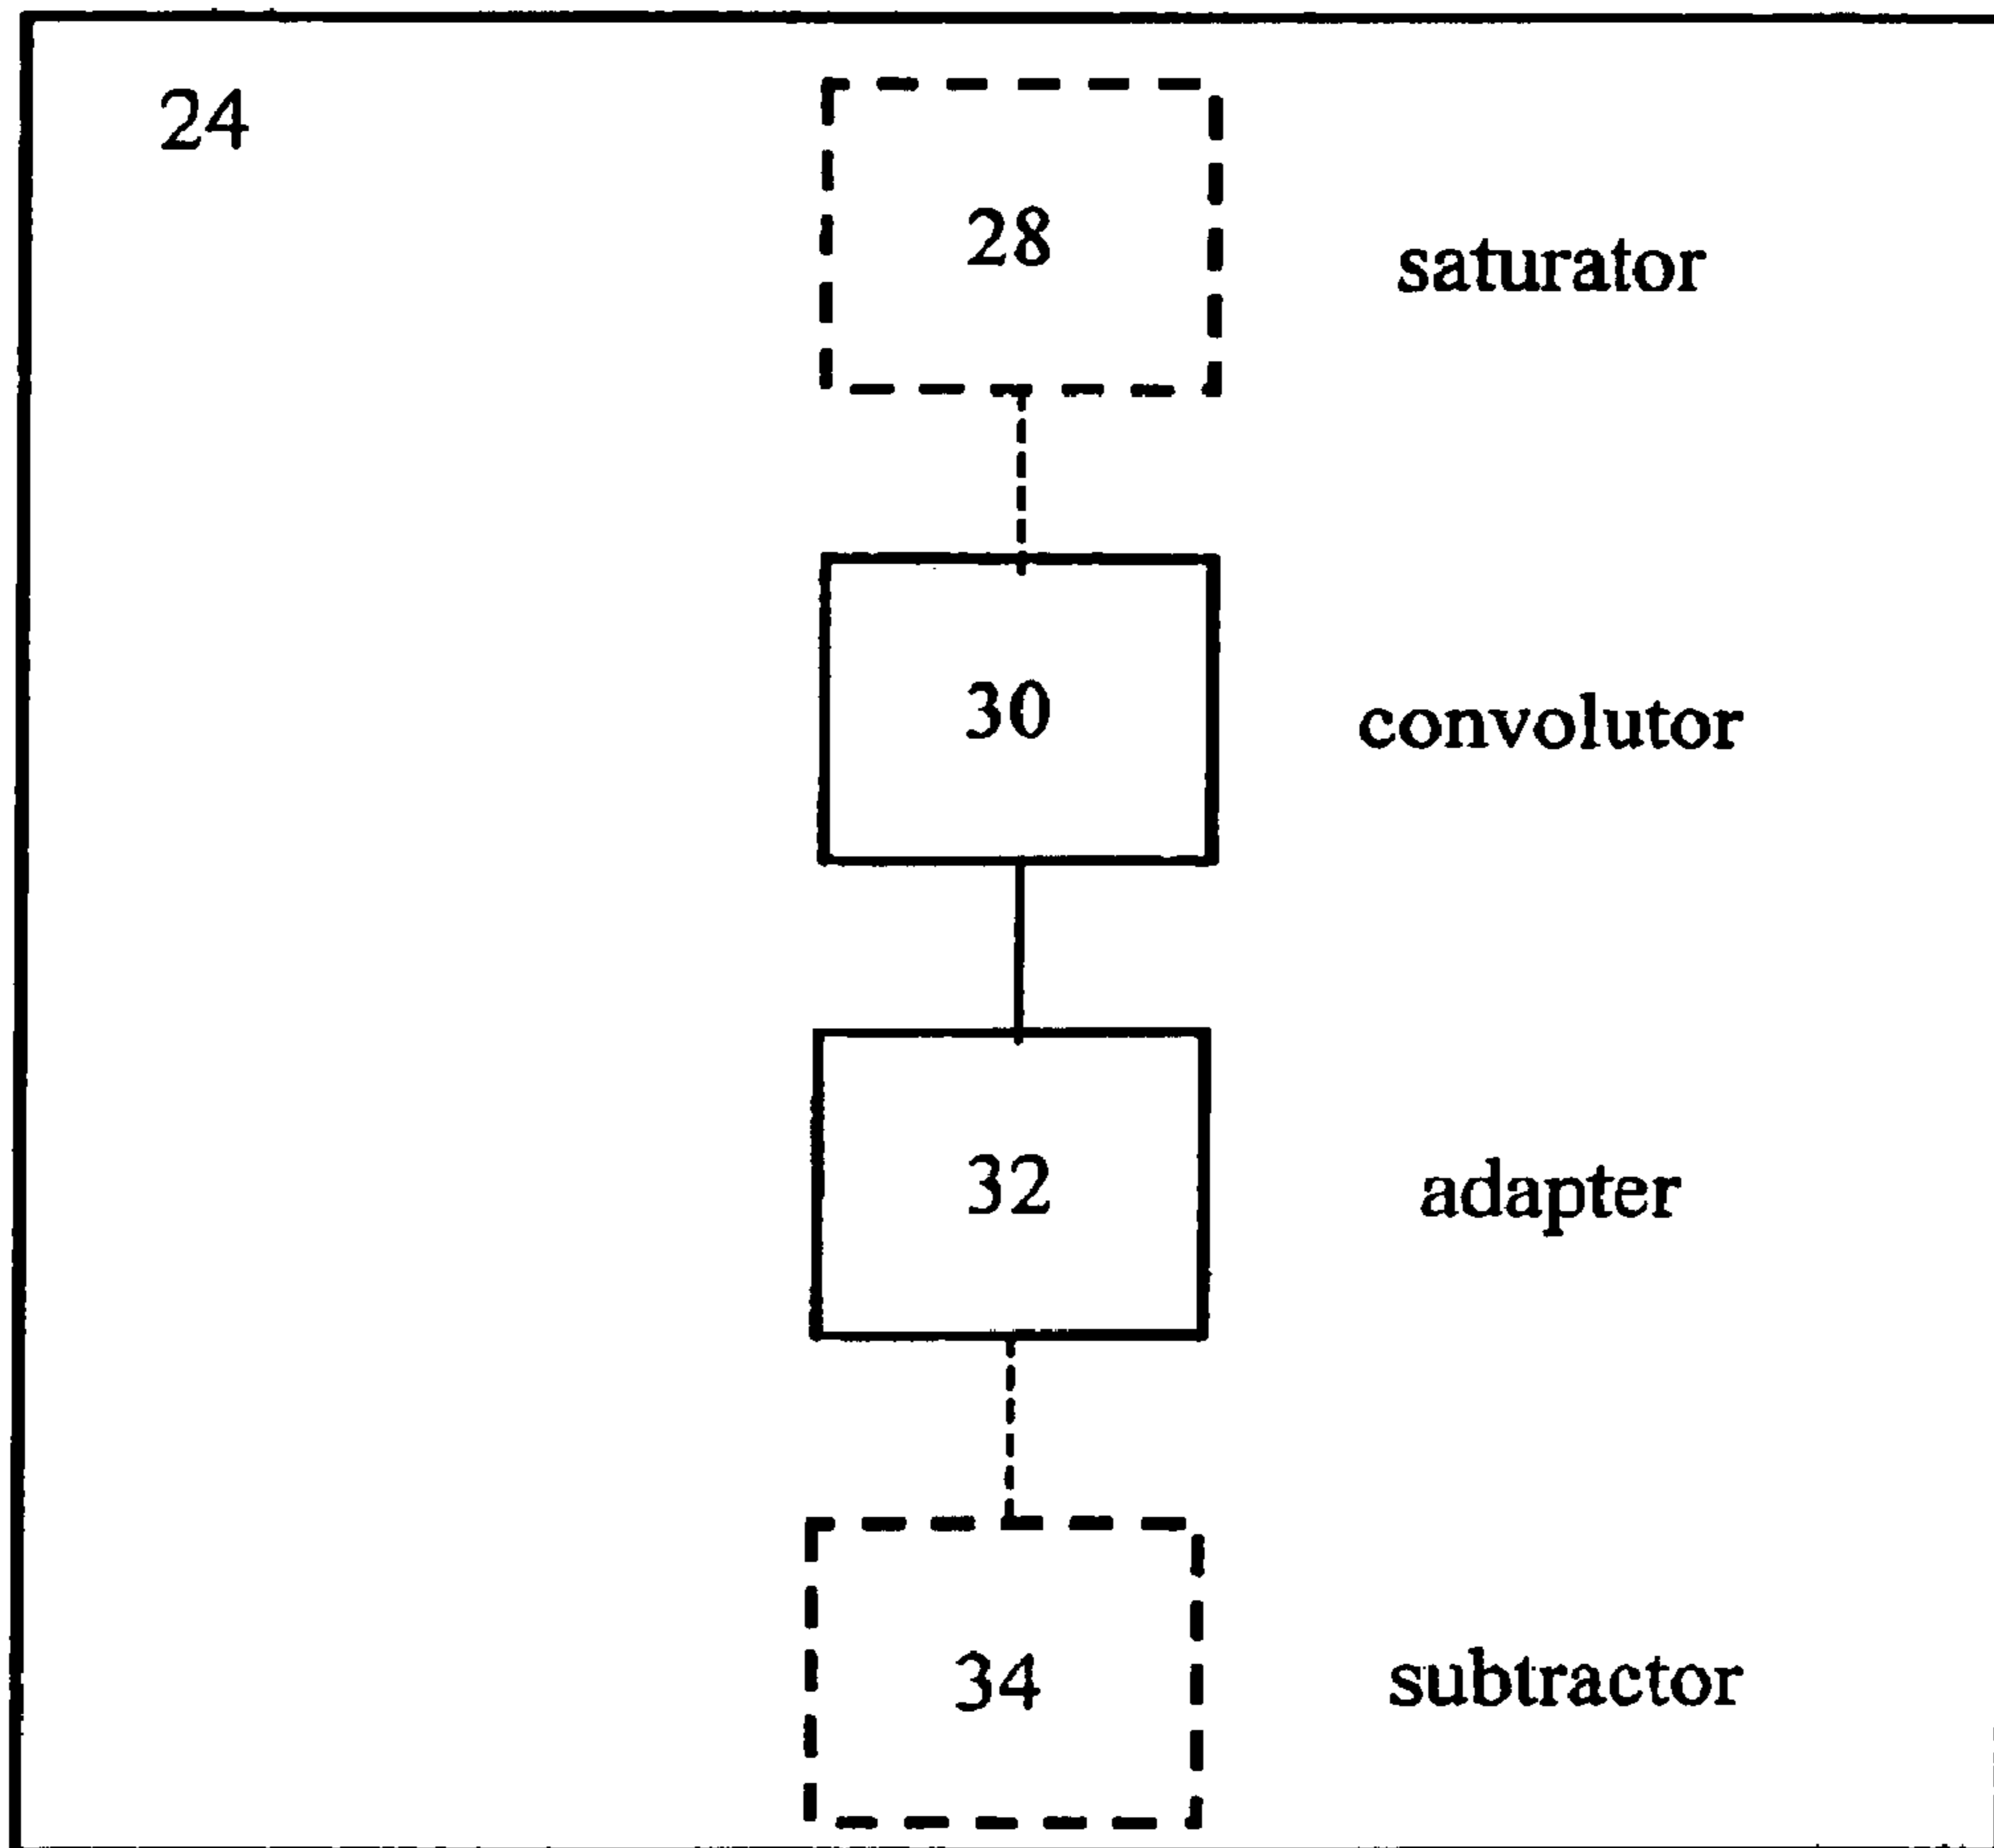 24
28
saturator
30
convolutor
32
adapter
34
subtractor